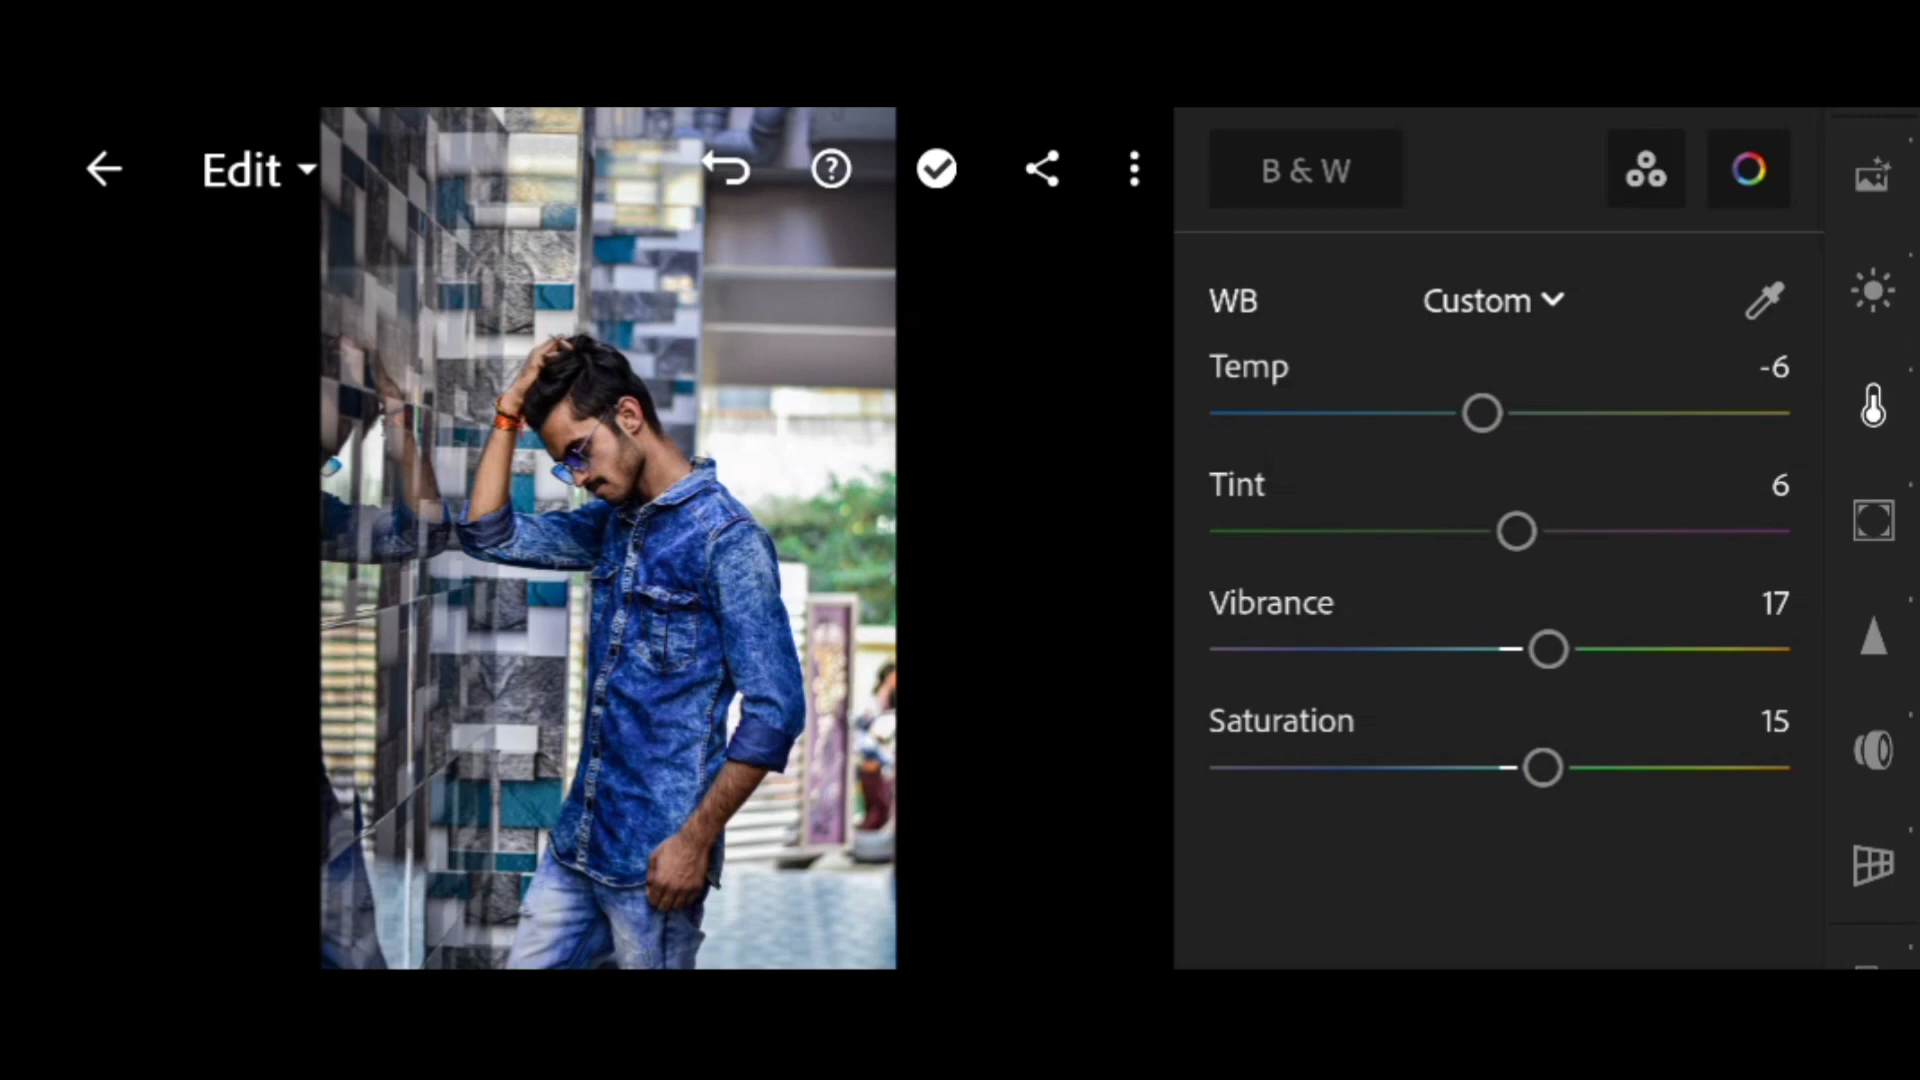 Edit
B & W
WB Custom
Temp -6
Tint 6
Vibrance 17
Saturation 15